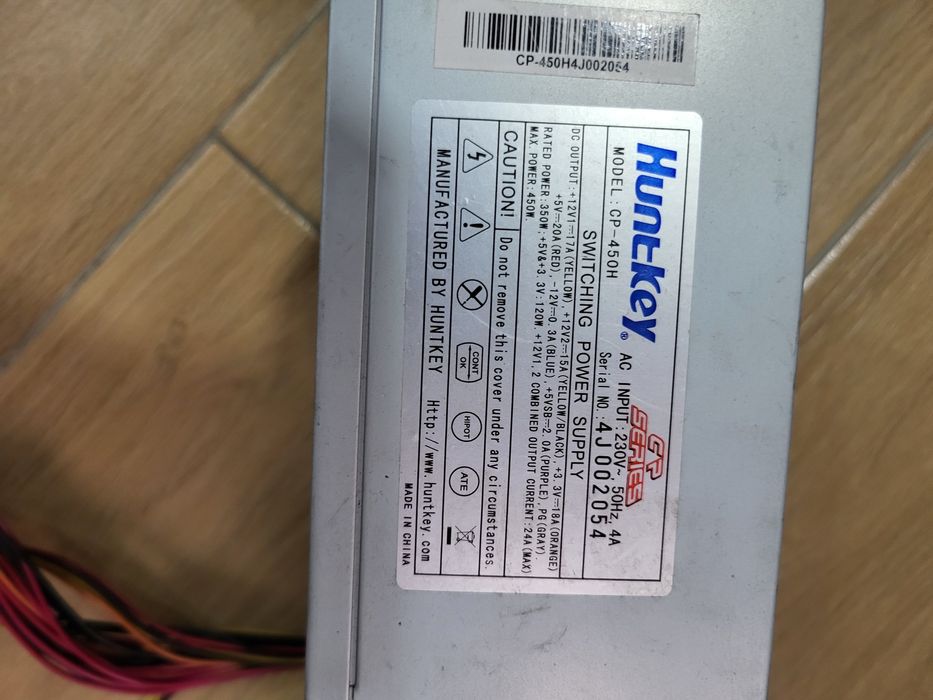 CP-450H4J002054
Huntkey®
CP SERIES
MODEL: CP-450H AC INPUT: 230V~, 50Hz, 4A
Serial NO.: 4J002054
SWITCHING POWER SUPPLY
DC OUTPUT: +12V1⎓17A(YELLOW), +12V2⎓15A(YELLOW/BLACK), +3.3V⎓18A(ORANGE)
+5V⎓20A(RED), -12V⎓0.3A(BLUE), +5VSB⎓2.0A(PURPLE), PG(GRAY).
RATED POWER:350W;+5V&+3.3V:120W, +12V1.2 COMBINED OUTPUT CURRENT:24A(MAX)
MAX. POWER:450W.
CAUTION! Do not remove this cover under any circumstances.
CONT
OK
HIPOT
ATE
MANUFACTURED BY HUNTKEY Http://www.huntkey.com
MADE IN CHINA